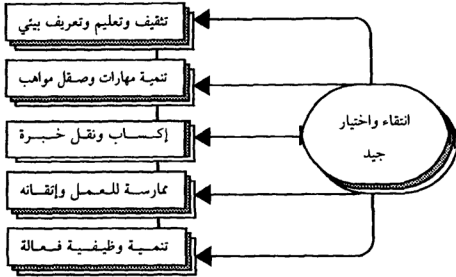 تثقيف وتعليم وتعريف بيئي
تنمية مهارات وصقل مواهب
إكساب ونقل خبرة
ممارسة للعمل وإتقانه
تنمية وظيفية فعالة
انتقاء واختيار
جيد